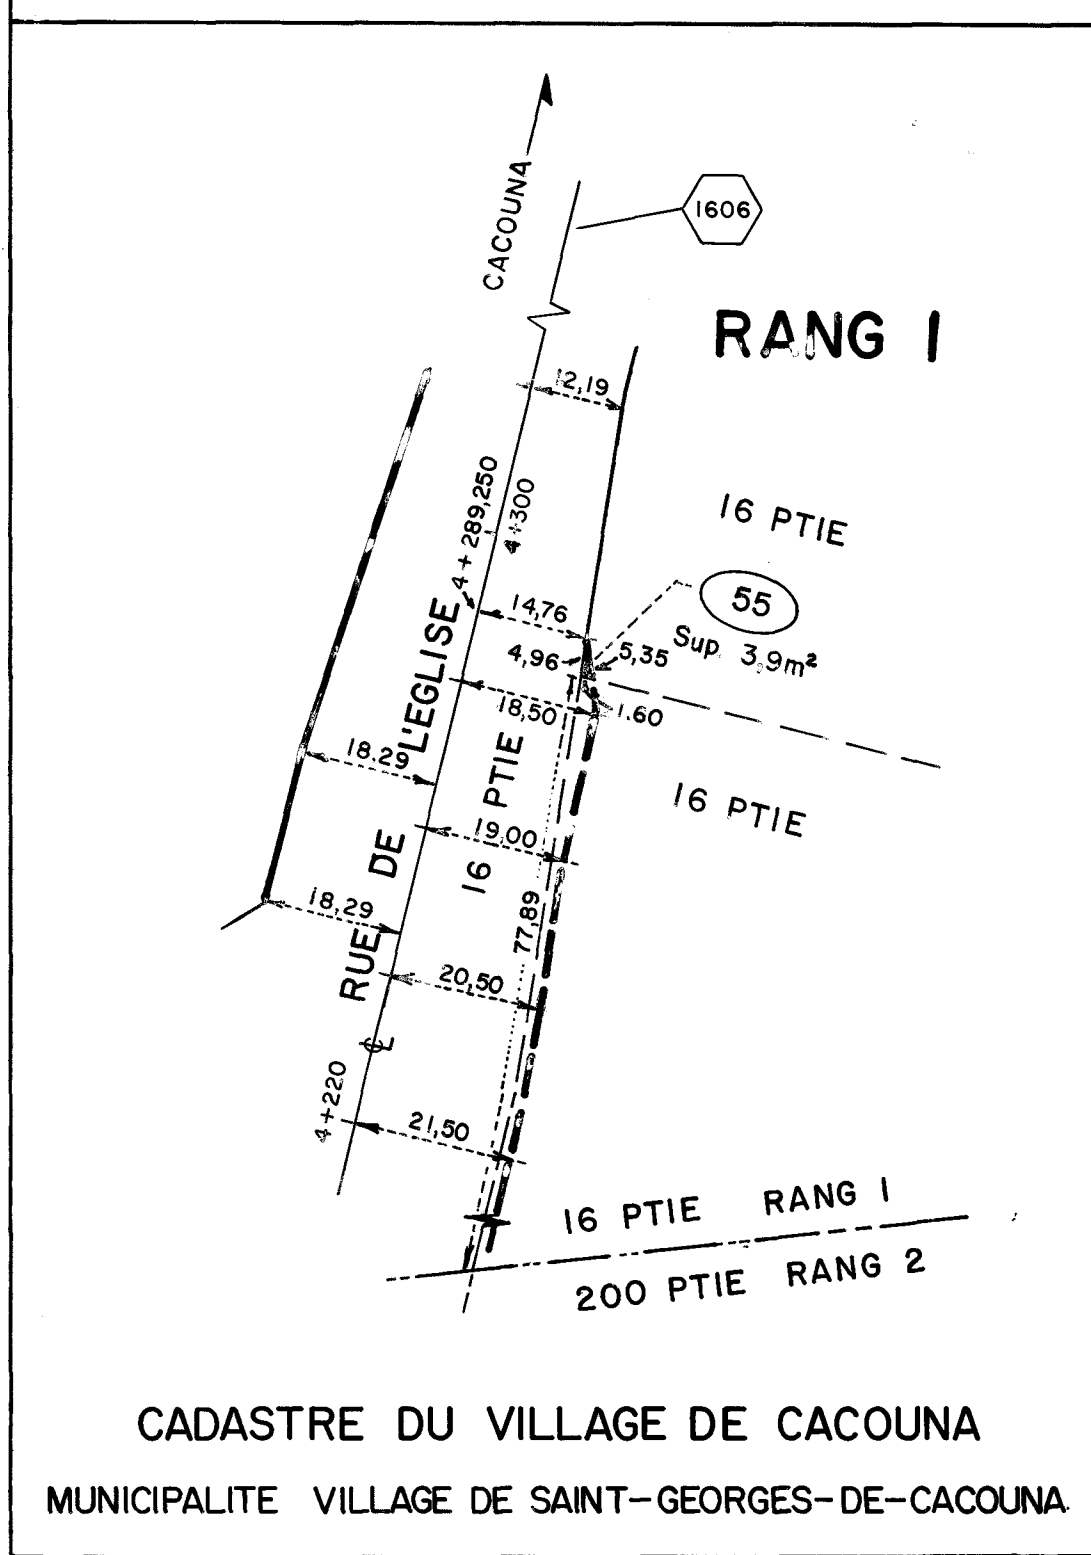 CACOUNA
1606
RANG 1
12,19
4+289,250
4+300
16 PTIE
55
Sup. 3,9m²
14,76
4,96
5,35
18,50
1.60
18.29
16 PTIE
19,00
16 PTIE
RUE DE L'EGLISE
18,29
77,89
20,50
℄
4+220
21,50
16 PTIE RANG 1
200 PTIE RANG 2
CADASTRE DU VILLAGE DE CACOUNA
MUNICIPALITE VILLAGE DE SAINT-GEORGES-DE-CACOUNA.